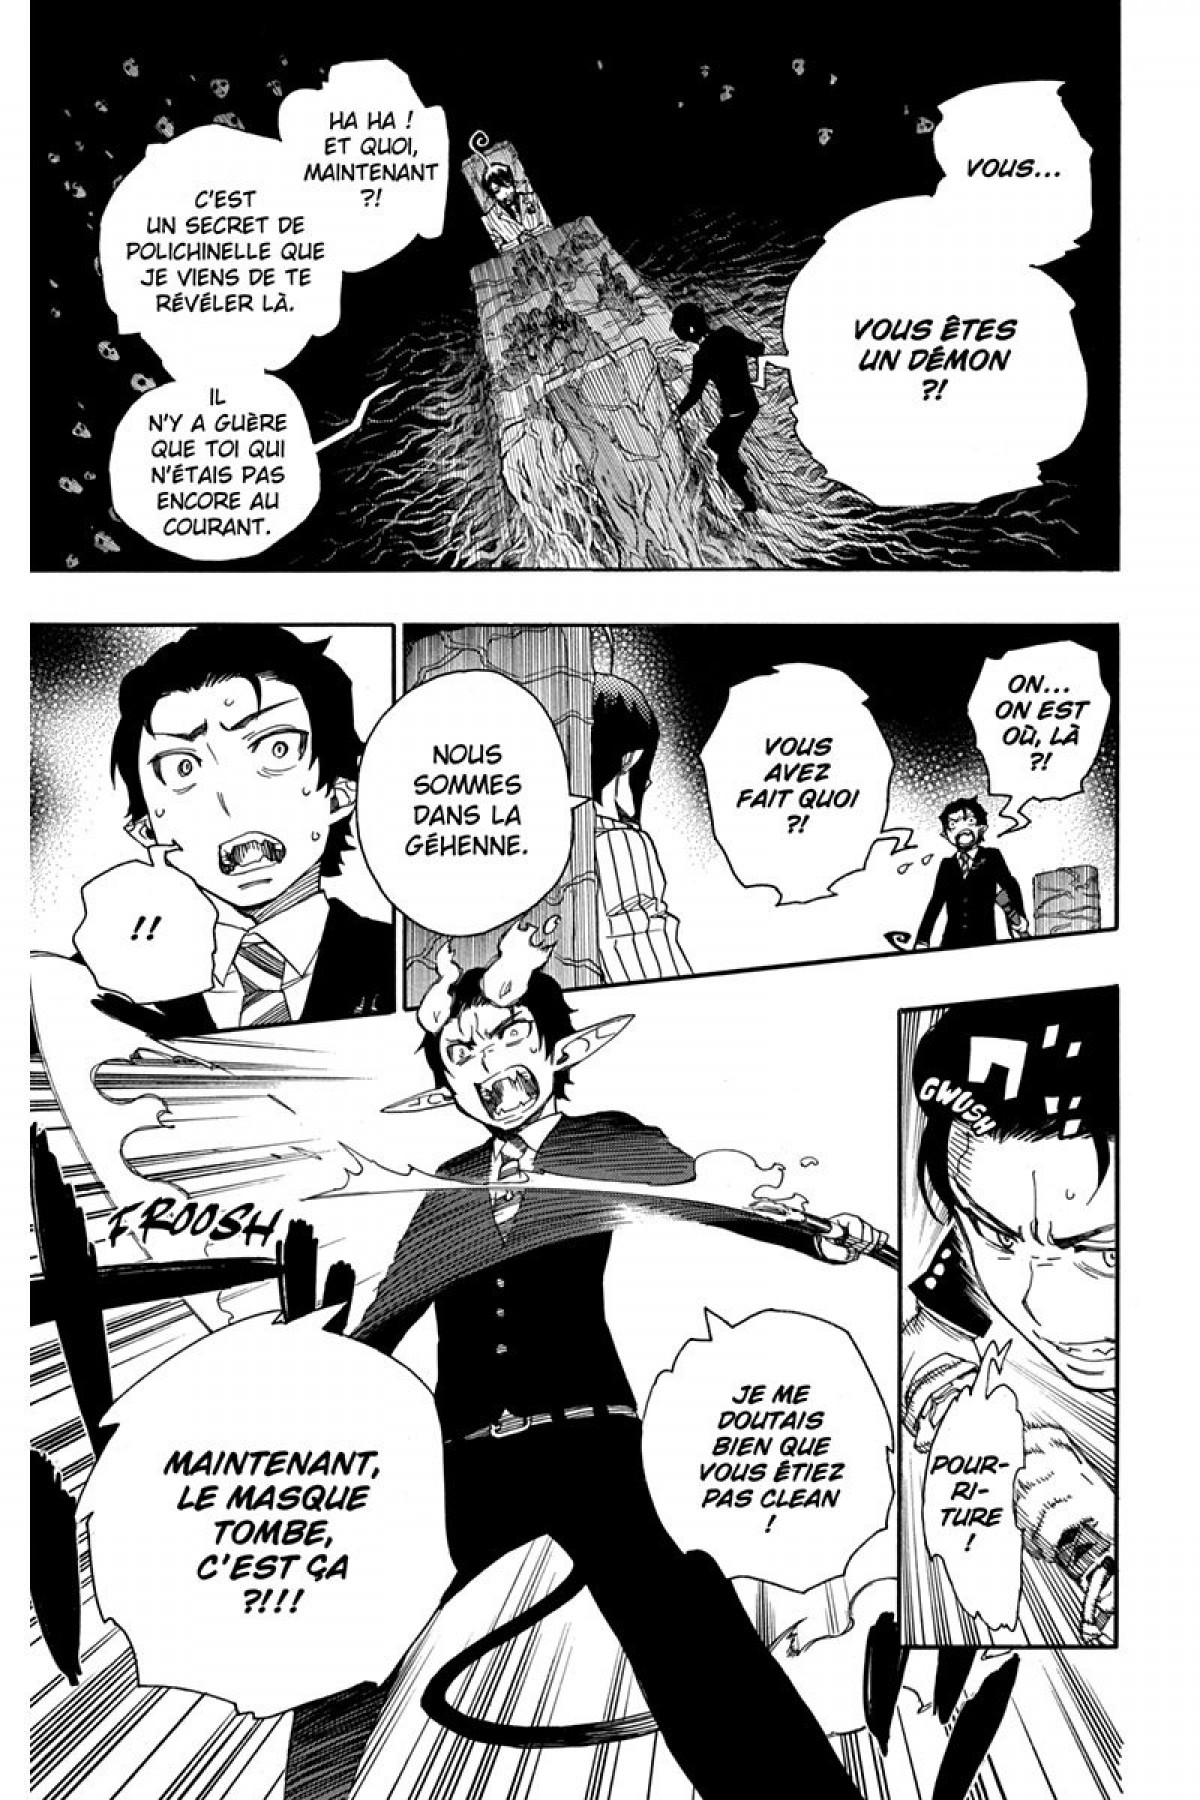 VOUS...
VOUS ÊTES
UN DÉMON
?!
HA HA !
ET QUOI,
MAINTENANT
?!
C'EST
UN SECRET DE
POLICHINELLE QUE
JE VIENS DE TE
RÉVÉLER LÀ.
IL
N'Y A GUÈRE
QUE TOI QUI
N'ÉTAIS PAS
ENCORE AU
COURANT.
ON...
ON EST
OÙ, LÀ
?!
VOUS
AVEZ
FAIT QUOI
?!
NOUS
SOMMES
DANS LA
GÉHENNE.
!!
GWUSH
POUR-
RI-
TURE
!
FROOSH
JE ME
DOUTAIS
BIEN QUE
VOUS ÉTIEZ
PAS CLEAN
!
MAINTENANT,
LE MASQUE
TOMBE,
C'EST ÇA
?!!!